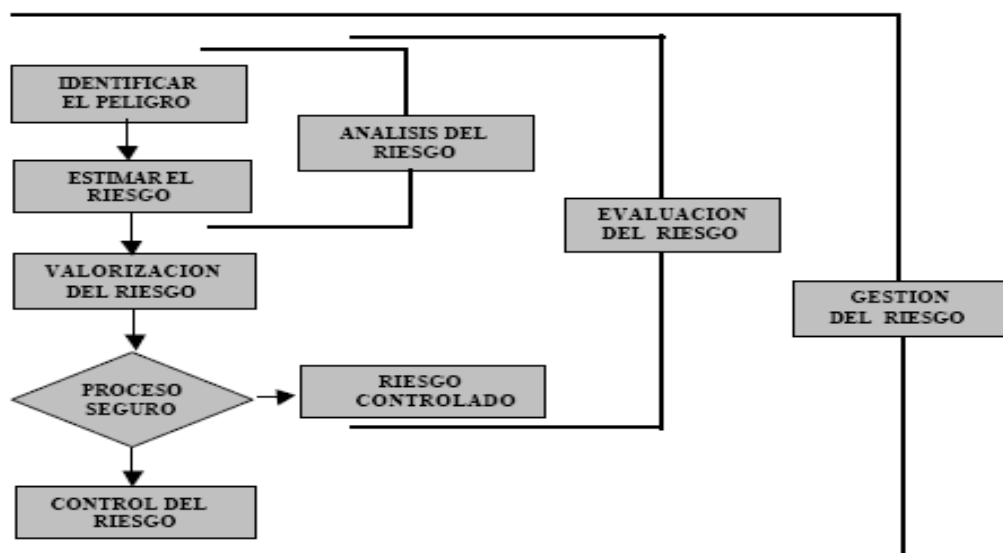 IDENTIFICAR
EL PELIGRO
ANALISIS DEL
RIESGO
ESTIMAR EL
RIESGO
EVALUACION
DEL RIESGO
VALORIZACION
DEL RIESGO
GESTION
DEL RIESGO
PROCESO
SEGURO
RIESGO
CONTROLADO
CONTROL DEL
RIESGO